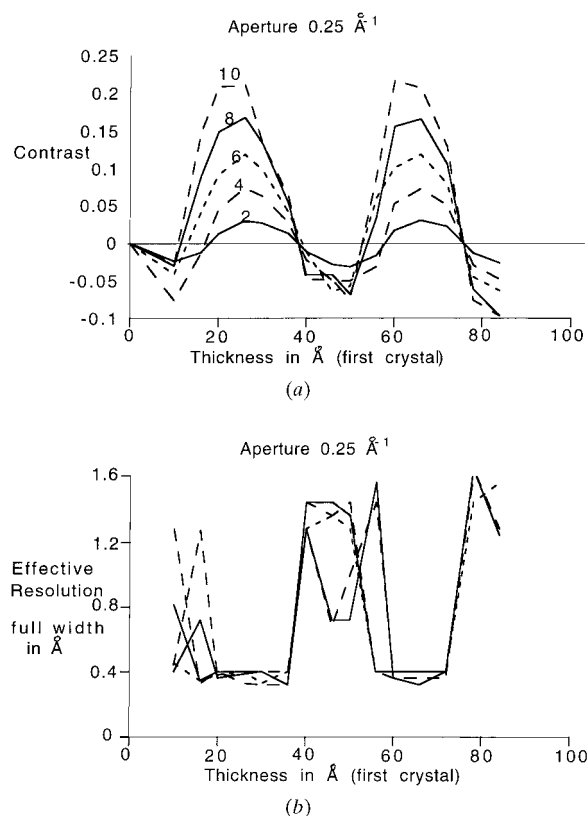 Aperture 0.25 Å⁻¹
0.25
0.2
0.15
Contrast
0.1
0.05
0
-0.05
-0.1
10
8
6
4
2
0 20 40 60 80 100
Thickness in Å (first crystal)
(a)
Aperture 0.25 Å⁻¹
1.6
1.2
Effective
Resolution
full width
in Å
0.8
0.4
0
0 20 40 60 80 100
Thickness in Å (first crystal)
(b)